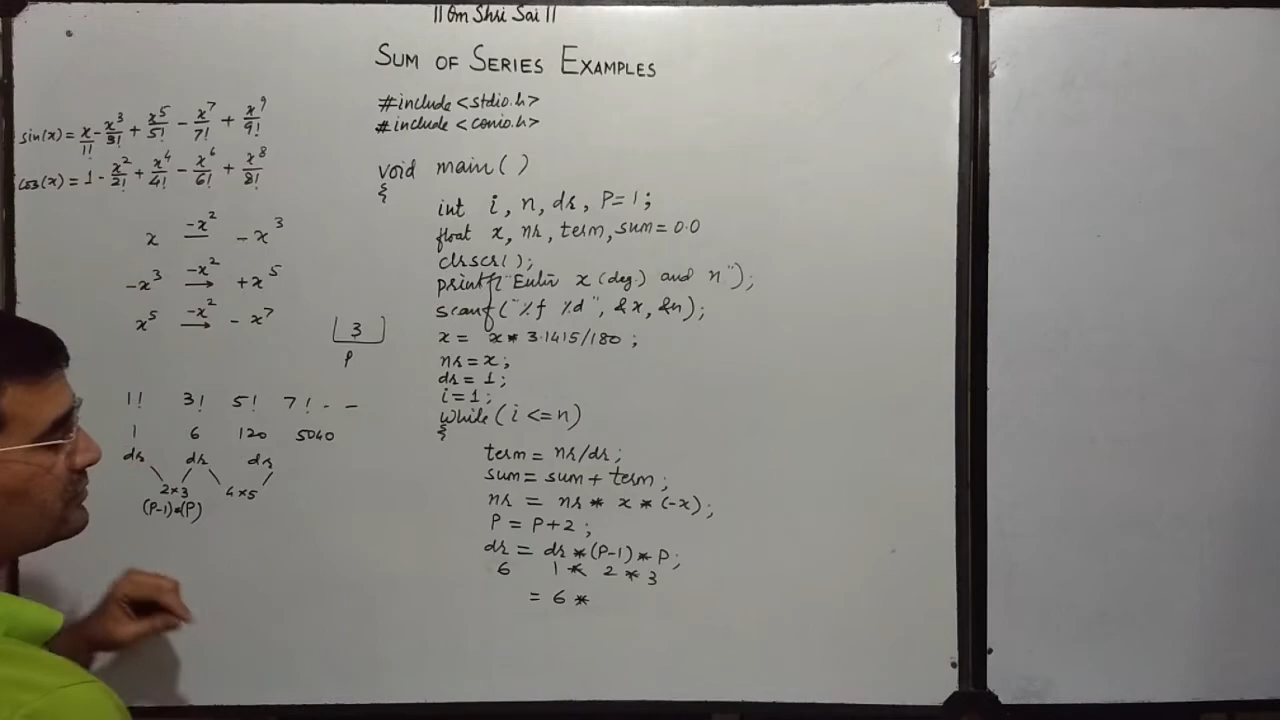 || Om Shri Sai ||
SUM OF SERIES EXAMPLES
sin(x) = x/1! - x³/3! + x⁵/5! - x⁷/7! + x⁹/9!
cos(x) = 1 - x²/2! + x⁴/4! - x⁶/6! + x⁸/8!
x -x² - x³
-x³ -x² → +x⁵
x⁵ -x² → - x⁷
3
P
1! 3! 5! 7! - -
1 6 120 5040
dr dr dr
2*3 4*5
(P-1)*(P)
#include <stdio.h>
#include <conio.h>
void main( )
{
int i, n, dr, P=1;
float x, nr, term, sum = 0.0
clrscr( );
printf("Enter x (deg.) and n");
scanf("%f %d", &x, &n);
x = x * 3.1415/180 ;
nr = x;
dr = 1;
i = 1;
while ( i <= n)
{
term = nr/dr;
sum = sum + term;
nr = nr * x * (-x);
P = P+2 ;
dr = dr * (P-1) * P;
6 1 * 2 * 3
= 6 *